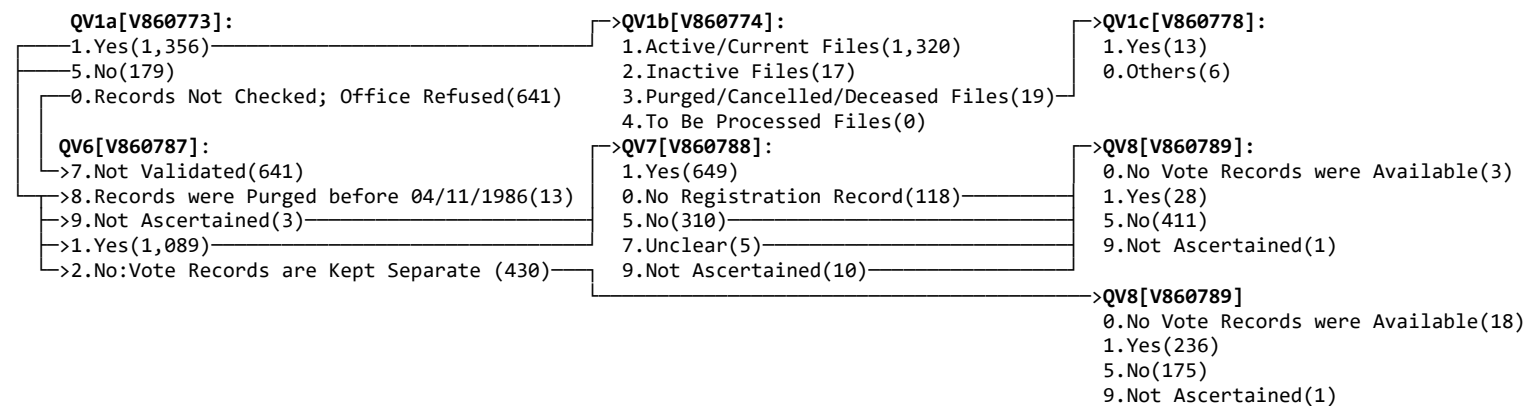 QV1a[V860773]: QV1b[V860774]: QV1c[V860778]:
1.Yes(1,356) 1.Active/Current Files(1,320) 1.Yes(13)
5.No(179) 2.Inactive Files(17) 0.Others(6)
0.Records Not Checked; Office Refused(641) 3.Purged/Cancelled/Deceased Files(19)
4.To Be Processed Files(0)
QV6[V860787]: QV7[V860788]: QV8[V860789]:
7.Not Validated(641) 1.Yes(649) 0.No Vote Records were Available(3)
8.Records were Purged before 04/11/1986(13) 0.No Registration Record(118) 1.Yes(28)
9.Not Ascertained(3) 5.No(310) 5.No(411)
1.Yes(1,089) 7.Unclear(5) 9.Not Ascertained(1)
2.No:Vote Records are Kept Separate (430) 9.Not Ascertained(10)
QV8[V860789]
0.No Vote Records were Available(18)
1.Yes(236)
5.No(175)
9.Not Ascertained(1)